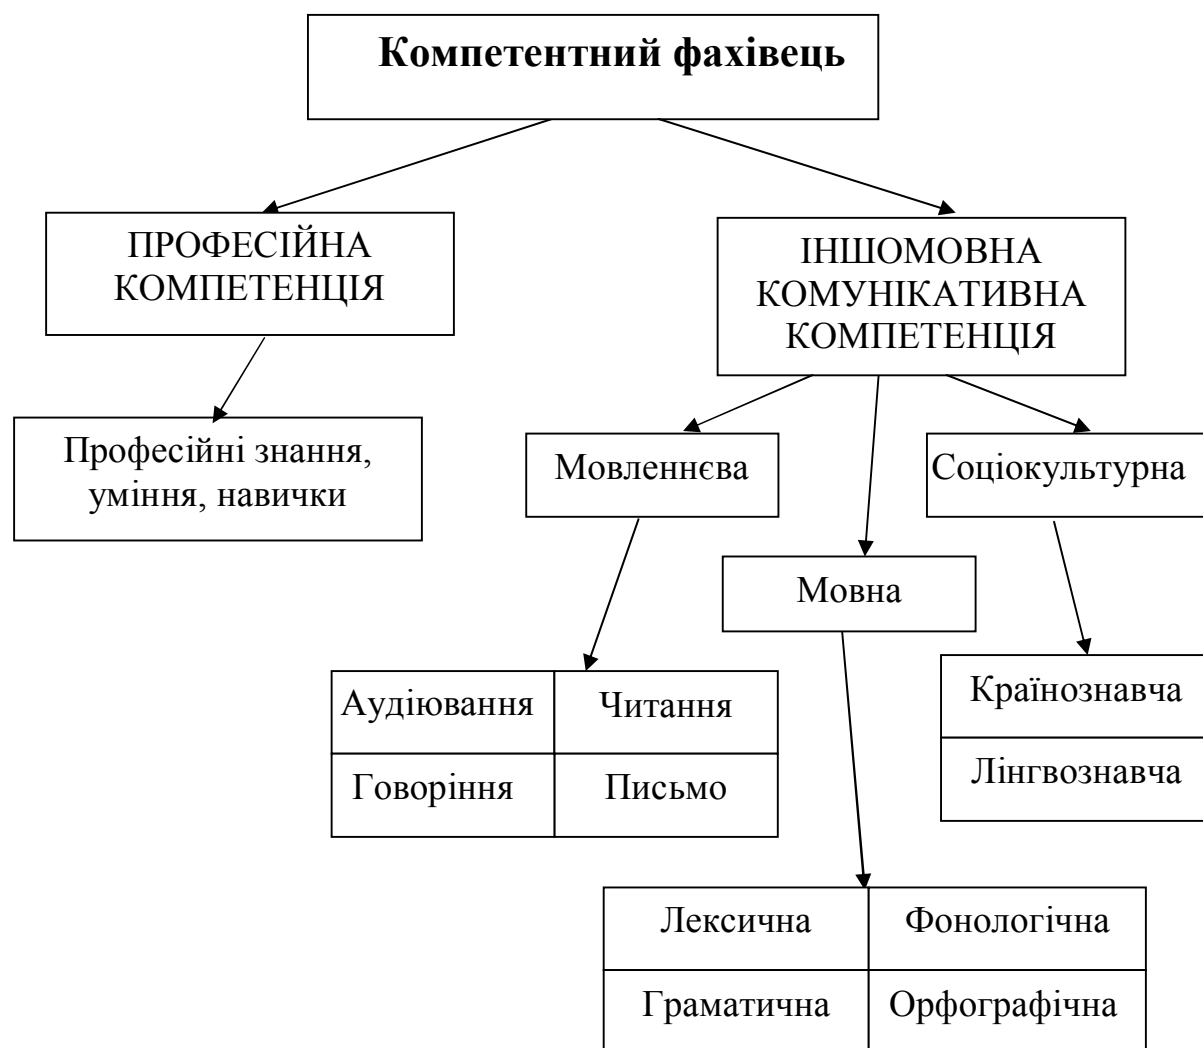 Компетентний фахівець
ПРОФЕСІЙНА
КОМПЕТЕНЦІЯ
ІНШОМОВНА
КОМУНІКАТИВНА
КОМПЕТЕНЦІЯ
Професійні знання,
уміння, навички
Мовленнєва
Соціокультурна
Мовна
Аудіювання
Читання
Говоріння
Письмо
Країнознавча
Лінгвознавча
Лексична
Фонологічна
Граматична
Орфографічна